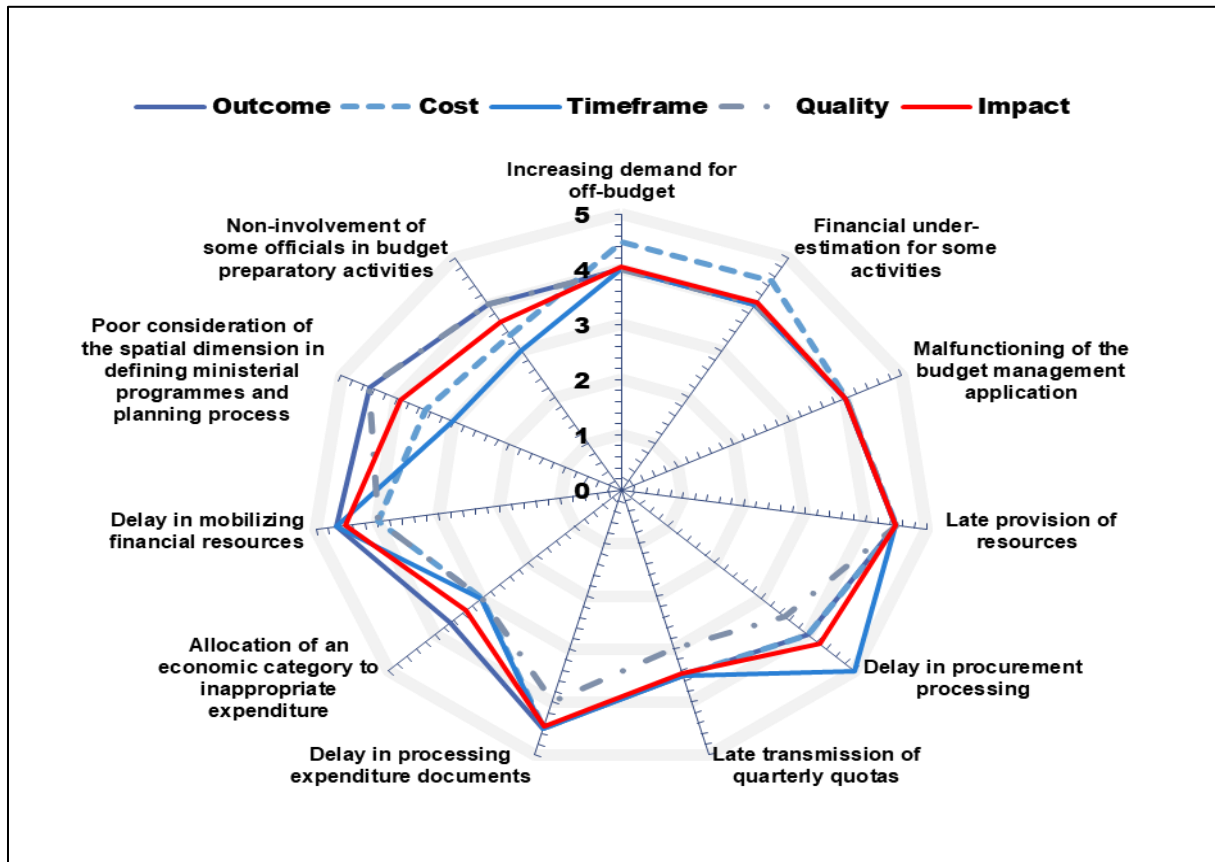 Outcome Cost Timeframe Quality Impact
Increasing demand for
off-budget
Non-involvement of
some officials in budget
preparatory activities
Financial under-
estimation for some
activities
Poor consideration of
the spatial dimension in
defining ministerial
programmes and
planning process
Malfunctioning of the
budget management
application
5
4
3
2
1
0
Delay in mobilizing
financial resources
Late provision of
resources
Allocation of an
economic category to
inappropriate
expenditure
Delay in procurement
processing
Delay in processing
expenditure documents
Late transmission of
quarterly quotas